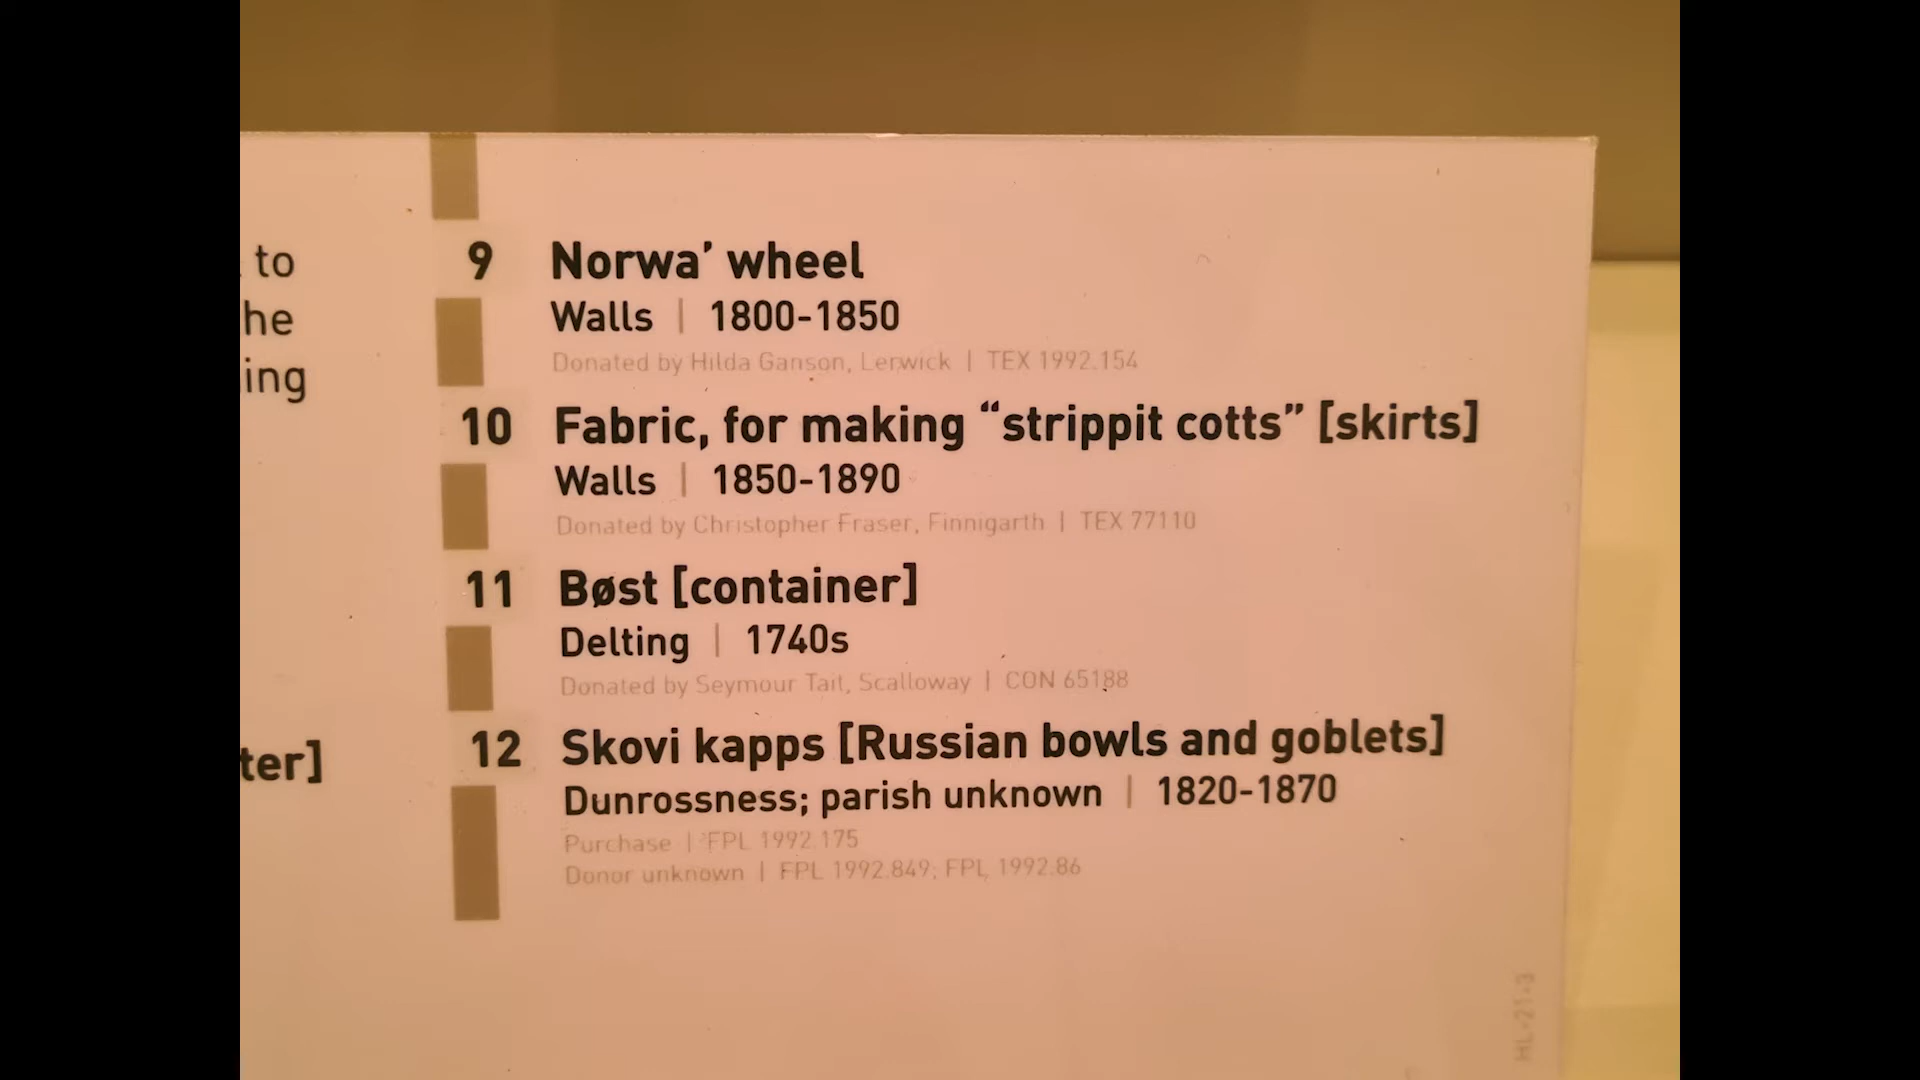 to
he
ing
ter]
9 Norwa’ wheel
Walls | 1800-1850
Donated by Hilda Ganson, Lerwick | TEX 1992.154
10 Fabric, for making “strippit cotts” [skirts]
Walls | 1850-1890
Donated by Christopher Fraser, Finnigarth | TEX 77110
11 Bøst [container]
Delting | 1740s
Donated by Seymour Tait, Scalloway | CON 65188
12 Skovi kapps [Russian bowls and goblets]
Dunrossness; parish unknown | 1820-1870
Purchase | FPL 1992.175
Donor unknown | FPL 1992.849; FPL 1992.86
HL-21-3